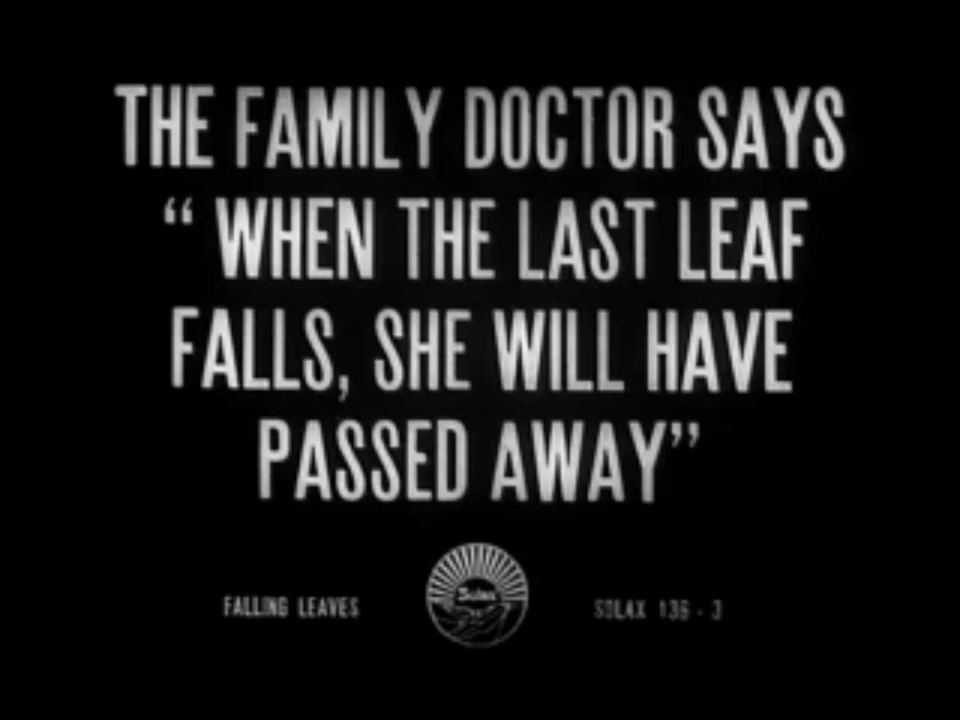 THE FAMILY DOCTOR SAYS
“ WHEN THE LAST LEAF
FALLS, SHE WILL HAVE
PASSED AWAY”
Solax
FALLING LEAVES
SOLAX 136 - 3